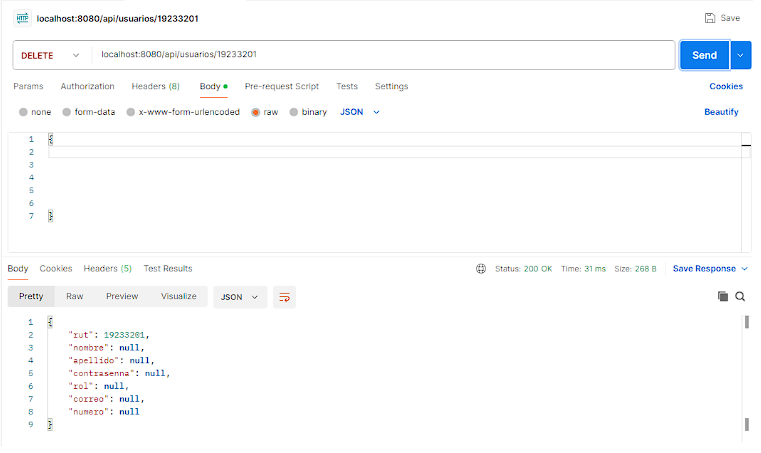 HTTP localhost:8080/api/usuarios/19233201 Save
DELETE localhost:8080/api/usuarios/19233201 Send
Params Authorization Headers (8) Body Pre-request Script Tests Settings Cookies
none form-data x-www-form-urlencoded raw binary JSON Beautify
1 {
2
3
4
5
6
7 }
Body Cookies Headers (5) Test Results Status: 200 OK Time: 31 ms Size: 268 B Save Response
Pretty Raw Preview Visualize JSON
1 {
2 "rut": 19233201,
3 "nombre": null,
4 "apellido": null,
5 "contrasenna": null,
6 "rol": null,
7 "correo": null,
8 "numero": null
9 }